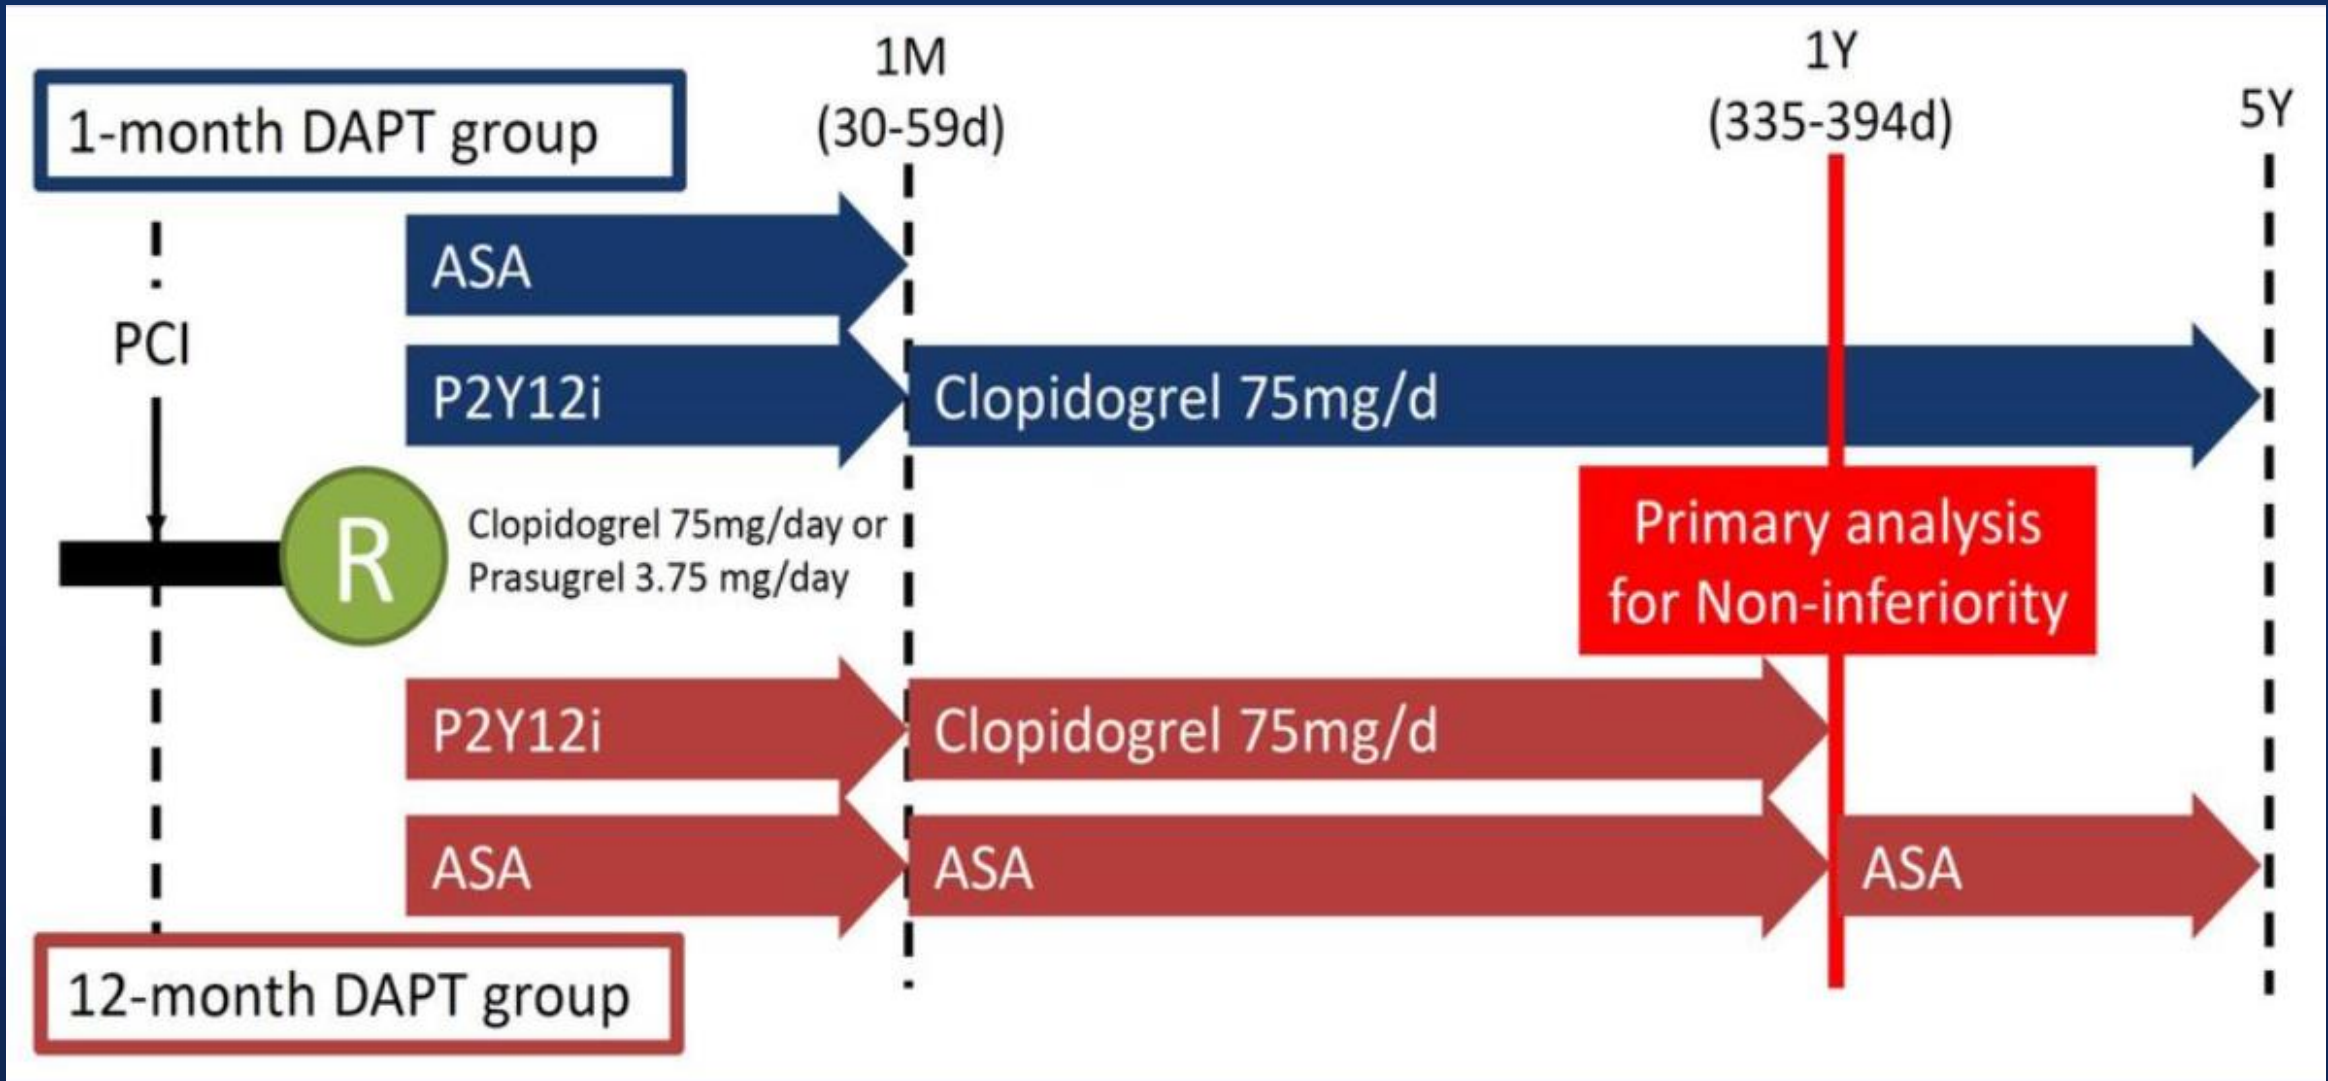 1M
(30-59d)
1Y
(335-394d)
5Y
1-month DAPT group
ASA
PCI
P2Y12i
Clopidogrel 75mg/d
R
Clopidogrel 75mg/day or
Prasugrel 3.75 mg/day
Primary analysis
for Non-inferiority
P2Y12i
Clopidogrel 75mg/d
ASA
ASA
ASA
12-month DAPT group